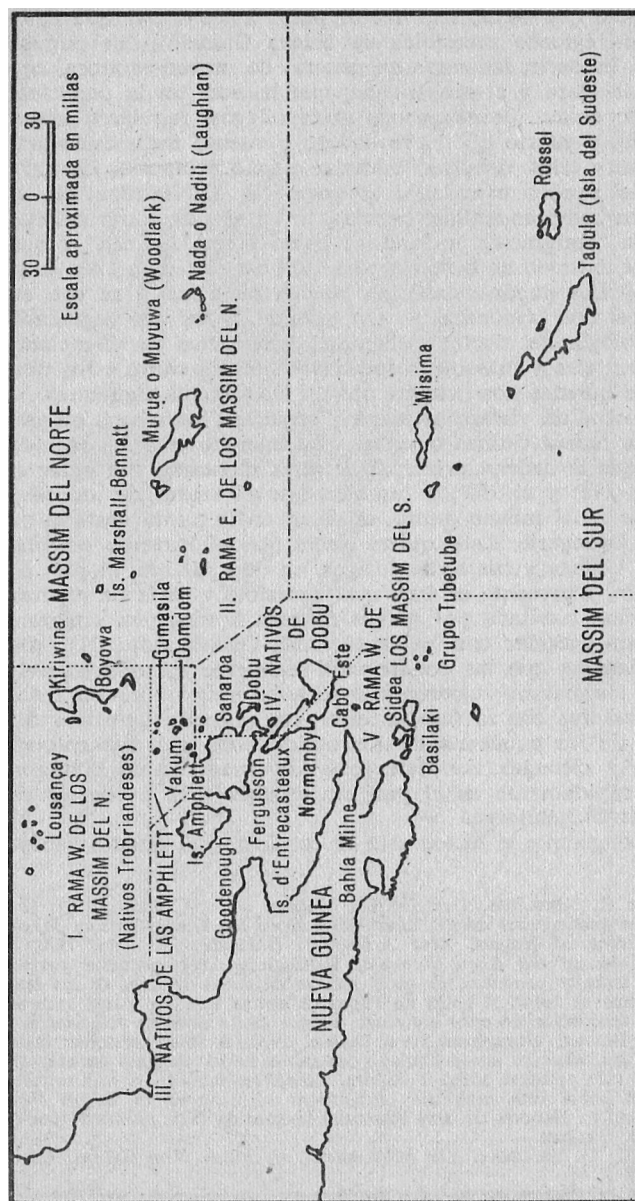 Escala aproximada en millas
30 0 30
MASSIM DEL NORTE
Kiriwina
Boyowa
Lousançay
I. RAMA W. DE LOS
MASSIM DEL N.
(Nativos Trobriandeses)
Is. Marshall-Bennett
Murua o Muyuwa (Woodlark)
Nada o Nadili (Laughlan)
II. RAMA E. DE LOS MASSIM DEL N.
III. NATIVOS DE LAS AMPHLETT
Gumasila
Domdom
Yakum
Is. Amphlett
Goodenough
Sanaroa
Dobu
Fergusson
IV. NATIVOS
DE
DOBU
Is. d'Entrecasteaux
Normanby
NUEVA GUINEA
Bahía Milne
Cabo Este
V. RAMA W. DE
LOS MASSIM DEL S.
Sidea
Basilaki
Grupo Tubetube
Misima
Rossel
Tagula (Isla del Sudeste)
MASSIM DEL SUR